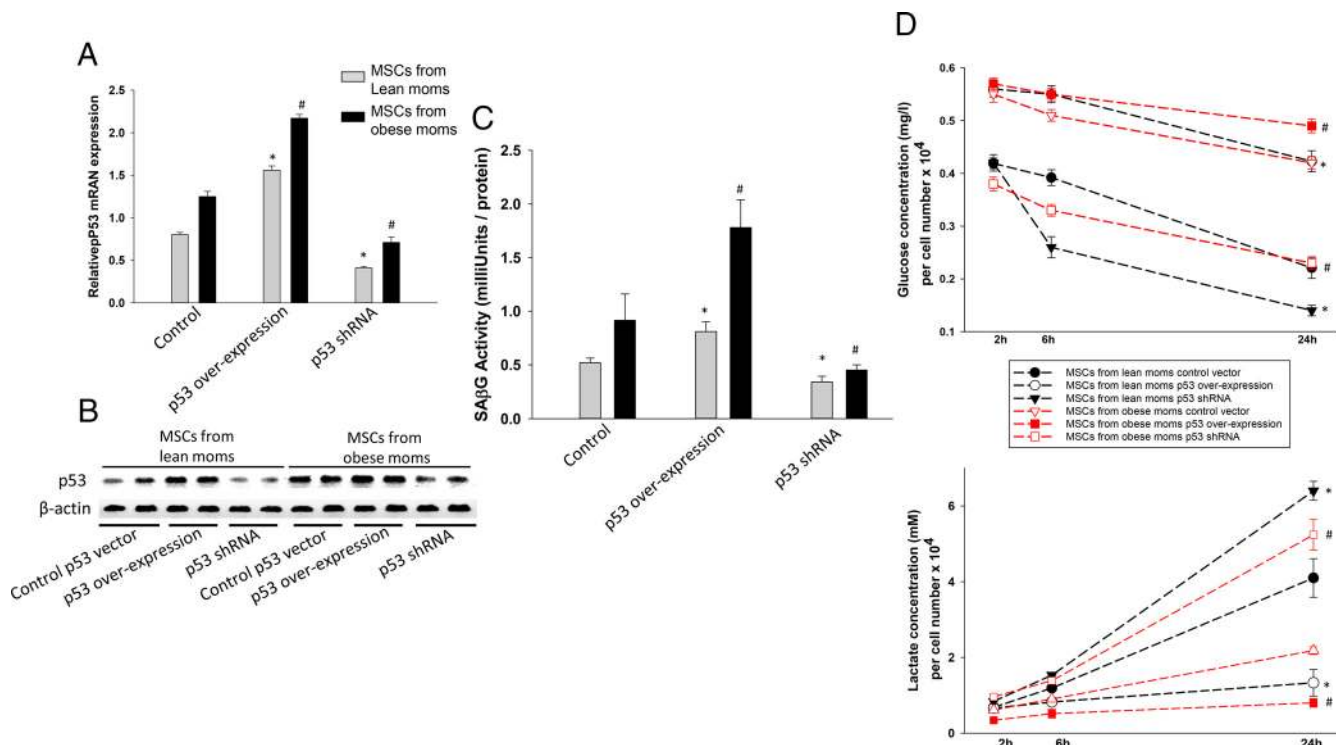 A
MSCs from
Lean moms
MSCs from
obese moms
RelativepP53 mRAN expression
2.5
2.0
1.5
1.0
0.5
0.0
*
#
*
#
Control
p53 over-expression
p53 shRNA
B
MSCs from
lean moms
MSCs from
obese moms
p53
β-actin
Control p53 vector
p53 over-expression
p53 shRNA
Control p53 vector
p53 over-expression
p53 shRNA
C
SAβG Activity (milliUnits / protein)
2.5
2.0
1.5
1.0
0.5
0.0
*
#
*
#
Control
p53 over-expression
p53 shRNA
D
Glucose concentration (mg/l)
per cell number x 10⁴
0.6
0.5
0.4
0.3
0.2
0.1
#
*
#
*
2h 6h 24h
MSCs from lean moms control vector
MSCs from lean moms p53 over-expression
MSCs from lean moms p53 shRNA
MSCs from obese moms control vector
MSCs from obese moms p53 over-expression
MSCs from obese moms p53 shRNA
Lactate concentration (mM)
per cell number x 10⁴
6
4
2
0
*
#
*
#
2h 6h 24h